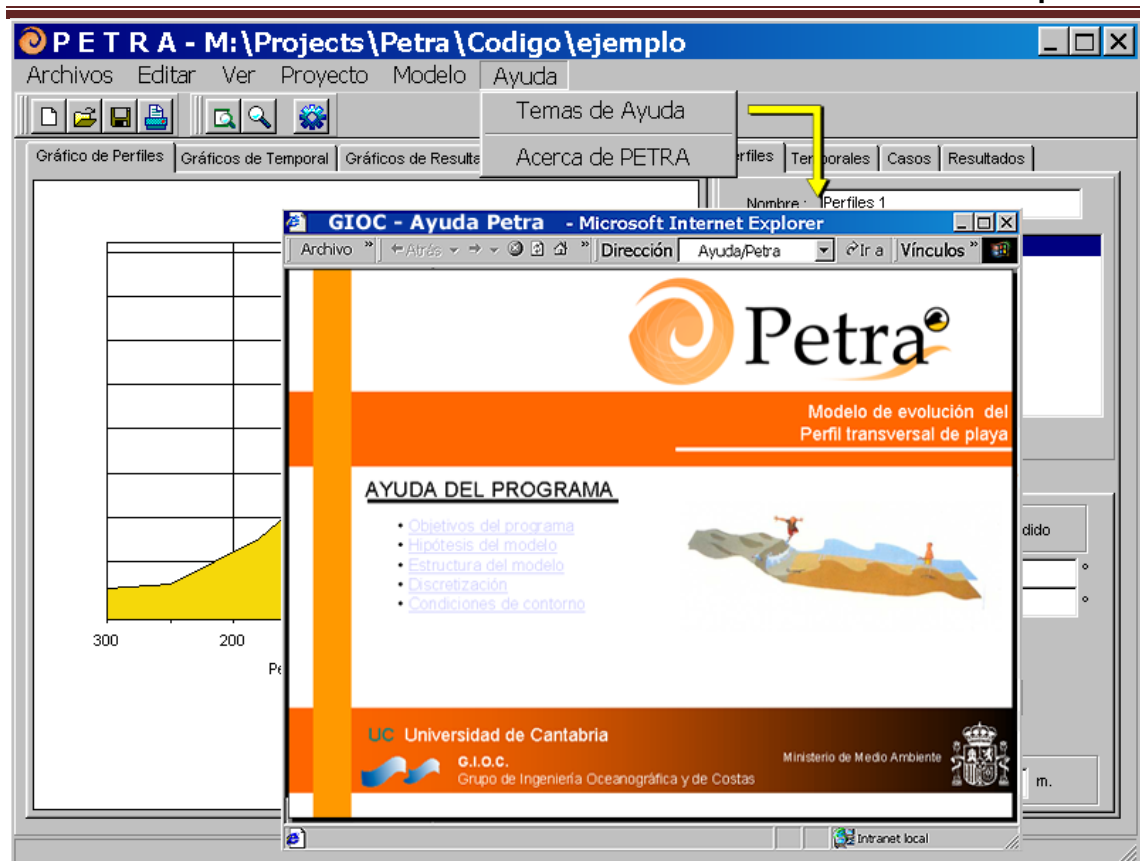 P E T R A - M:\Projects\Petra\Codigo\ejemplo
Archivos Editar Ver Proyecto Modelo Ayuda
Temas de Ayuda
Acerca de PETRA
Gráfico de Perfiles Gráficos de Temporal Gráficos de Resulta
erfiles Temporales Casos Resultados
Nombre : Perfiles 1
GIOC - Ayuda Petra - Microsoft Internet Explorer
Archivo » Atrás » Dirección Ayuda/Petra Ir a Vínculos »
Petra
Modelo de evolución del
Perfil transversal de playa
AYUDA DEL PROGRAMA
• Objetivos del programa
• Hipótesis del modelo
• Estructura del modelo
• Discretización
• Condiciones de contorno
dido
°
°
300 200
Pe
UC Universidad de Cantabria
G.I.O.C.
Grupo de Ingeniería Oceanográfica y de Costas
Ministerio de Medio Ambiente
m.
Intranet local